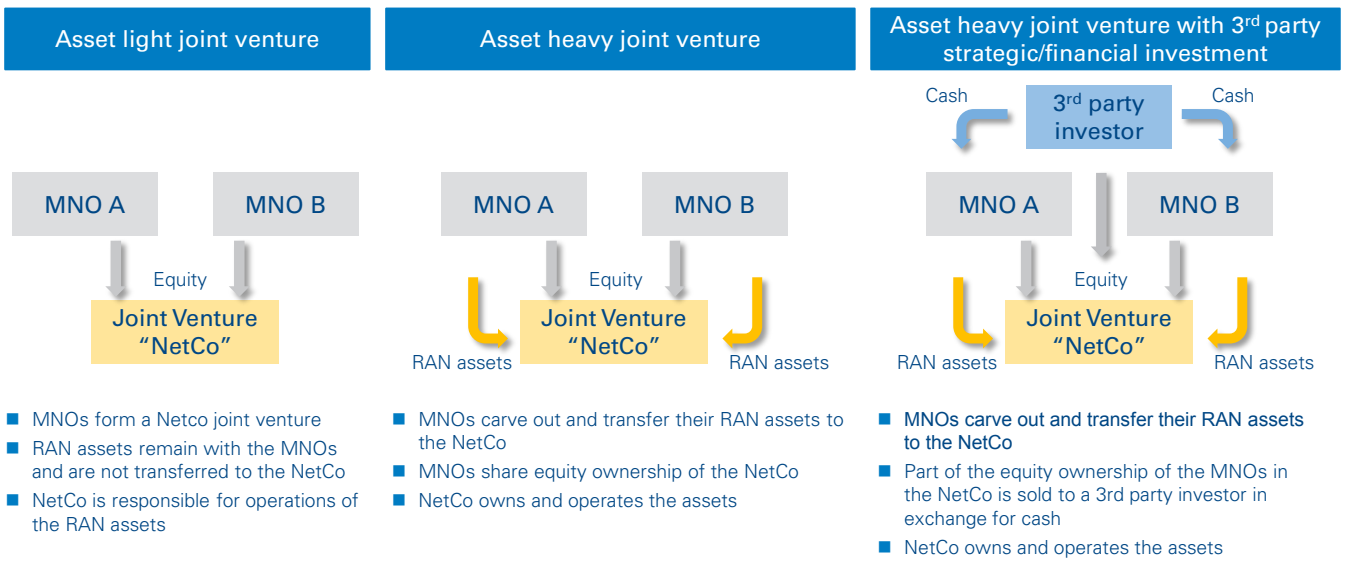 Asset light joint venture
MNO A
MNO B
Equity
Joint Venture
“NetCo”
■ MNOs form a Netco joint venture
■ RAN assets remain with the MNOs
and are not transferred to the NetCo
■ NetCo is responsible for operations of
the RAN assets
Asset heavy joint venture
MNO A
MNO B
Equity
Joint Venture
“NetCo”
RAN assets
RAN assets
■ MNOs carve out and transfer their RAN assets to
the NetCo
■ MNOs share equity ownership of the NetCo
■ NetCo owns and operates the assets
Asset heavy joint venture with 3rd party
strategic/financial investment
Cash
3rd party
investor
Cash
MNO A
MNO B
Equity
Joint Venture
“NetCo”
RAN assets
RAN assets
■ MNOs carve out and transfer their RAN assets
to the NetCo
■ Part of the equity ownership of the MNOs in
the NetCo is sold to a 3rd party investor in
exchange for cash
■ NetCo owns and operates the assets